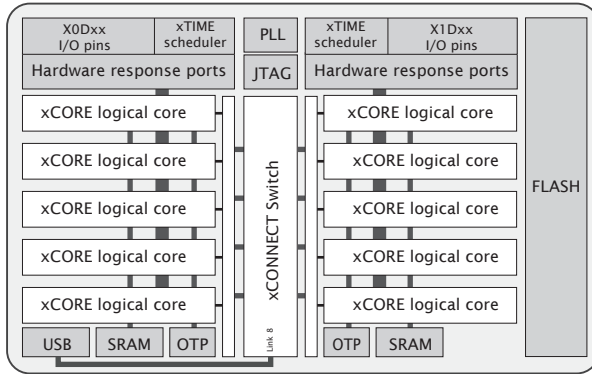 X0Dxx
I/O pins
xTIME
scheduler
PLL
xTIME
scheduler
X1Dxx
I/O pins
Hardware response ports
JTAG
Hardware response ports
FLASH
xCORE logical core
xCORE logical core
xCORE logical core
xCORE logical core
xCORE logical core
xCONNECT Switch
Link 8
xCORE logical core
xCORE logical core
xCORE logical core
xCORE logical core
xCORE logical core
USB
SRAM
OTP
OTP
SRAM